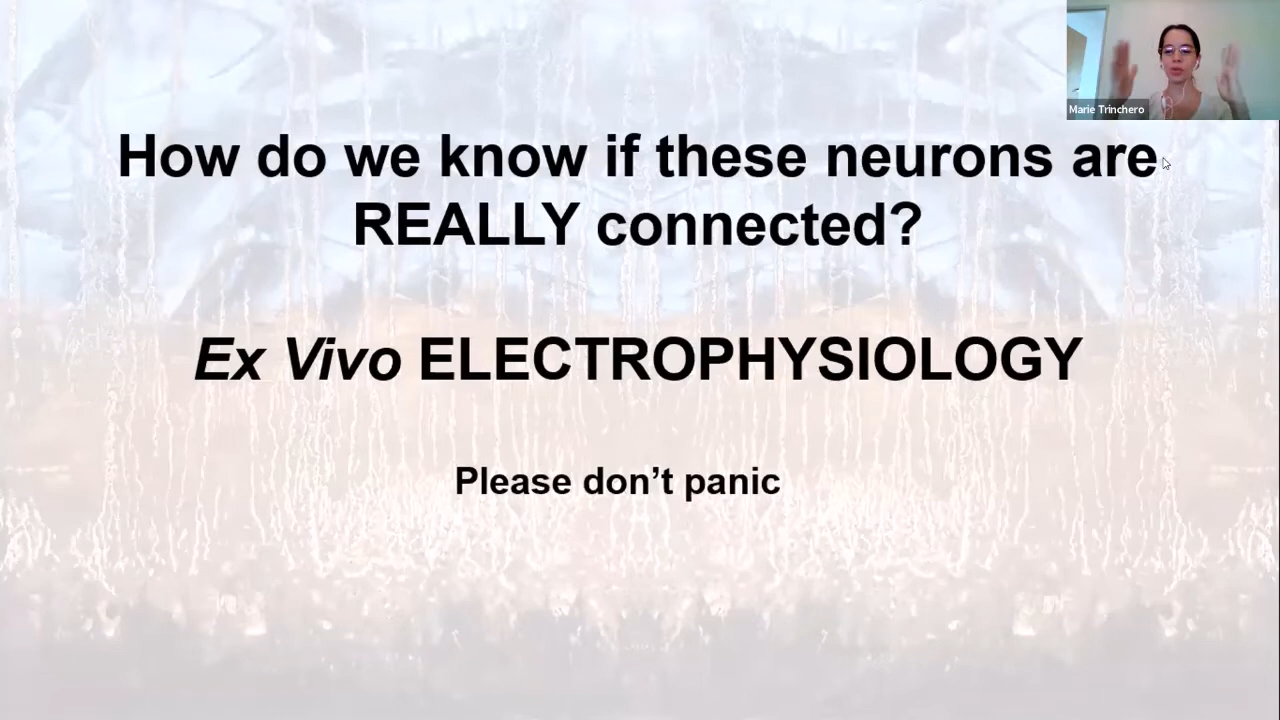 Marie Trinchero
How do we know if these neurons are
REALLY connected?
Ex Vivo ELECTROPHYSIOLOGY
Please don’t panic